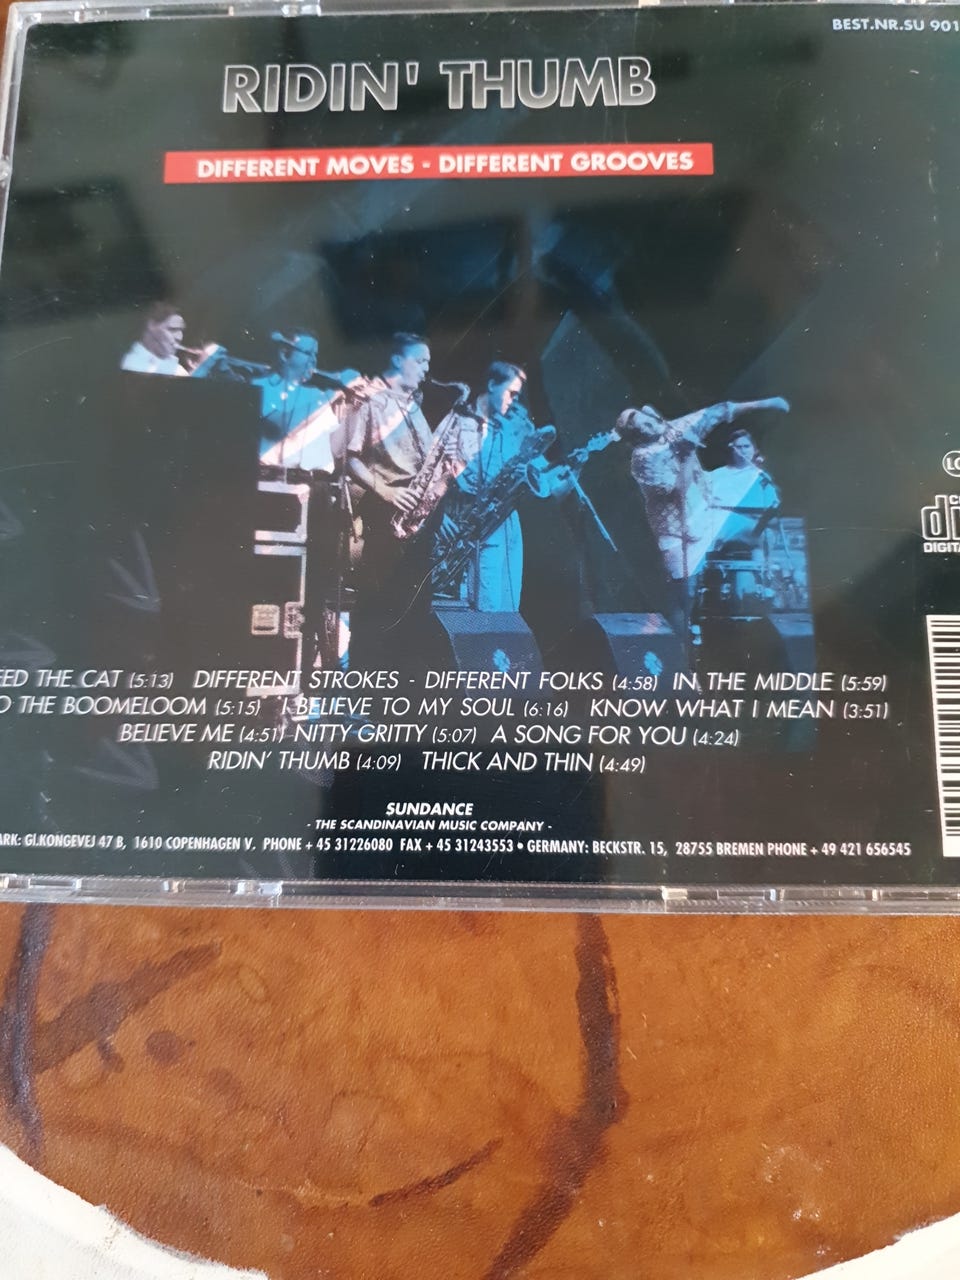 BEST.NR.SU 901
RIDIN' THUMB
DIFFERENT MOVES - DIFFERENT GROOVES
EED THE CAT (5:13) DIFFERENT STROKES - DIFFERENT FOLKS (4:58) IN THE MIDDLE (5:59)
O THE BOOMELOOM (5:15) I BELIEVE TO MY SOUL (6:16) KNOW WHAT I MEAN (3:51)
BELIEVE ME (4:51) NITTY GRITTY (5:07) A SONG FOR YOU (4:24)
RIDIN' THUMB (4:09) THICK AND THIN (4:49)
SUNDANCE
- THE SCANDINAVIAN MUSIC COMPANY -
ARK: Gl.KONGEVEJ 47 B, 1610 COPENHAGEN V. PHONE + 45 31226080 FAX + 45 31243553 • GERMANY: BECKSTR. 15, 28755 BREMEN PHONE + 49 421 656545
LC
DIGITA